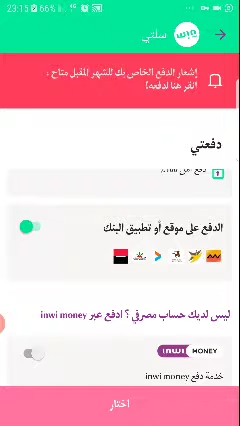 23:15 66%
سلتي win
إشعار الدفع الخاص بك للشهر المقبل متاح ،
انقر هنا لدفعه!
دفعتي
الدفع على موقع أو تطبيق البنك
ليس لديك حساب مصرفي ؟ ادفع عبر inwi money
inwi MONEY
خدمة دفع inwi money
اختار